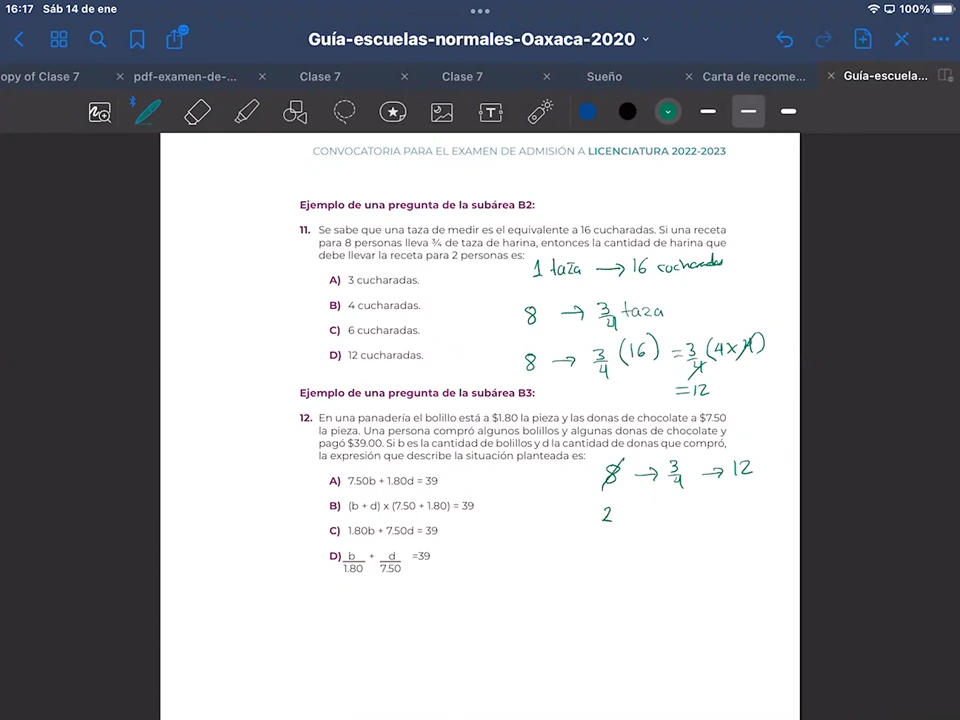 16:17 Sáb 14 de ene 100%
Guía-escuelas-normales-Oaxaca-2020
opy of Clase 7 pdf-examen-de-... Clase 7 Clase 7 Sueño Carta de recome... Guía-escuela...
CONVOCATORIA PARA EL EXAMEN DE ADMISIÓN A LICENCIATURA 2022-2023
Ejemplo de una pregunta de la subárea B2:
11. Se sabe que una taza de medir es el equivalente a 16 cucharadas. Si una receta
para 8 personas lleva ¾ de taza de harina, entonces la cantidad de harina que
debe llevar la receta para 2 personas es:
1 taza → 16 cucharadas
A) 3 cucharadas.
B) 4 cucharadas.
8 → 3/4 taza
C) 6 cucharadas.
D) 12 cucharadas.
8 → 3/4 (16) = 3/4 (4x4)
= 12
Ejemplo de una pregunta de la subárea B3:
12. En una panadería el bolillo está a $1.80 la pieza y las donas de chocolate a $7.50
la pieza. Una persona compró algunos bolillos y algunas donas de chocolate y
pagó $39.00. Si b es la cantidad de bolillos y d la cantidad de donas que compró,
la expresión que describe la situación planteada es:
8 → 3/4 → 12
2
A) 7.50b + 1.80d = 39
B) (b + d) x (7.50 + 1.80) = 39
C) 1.80b + 7.50d = 39
D) b/1.80 + d/7.50 =39